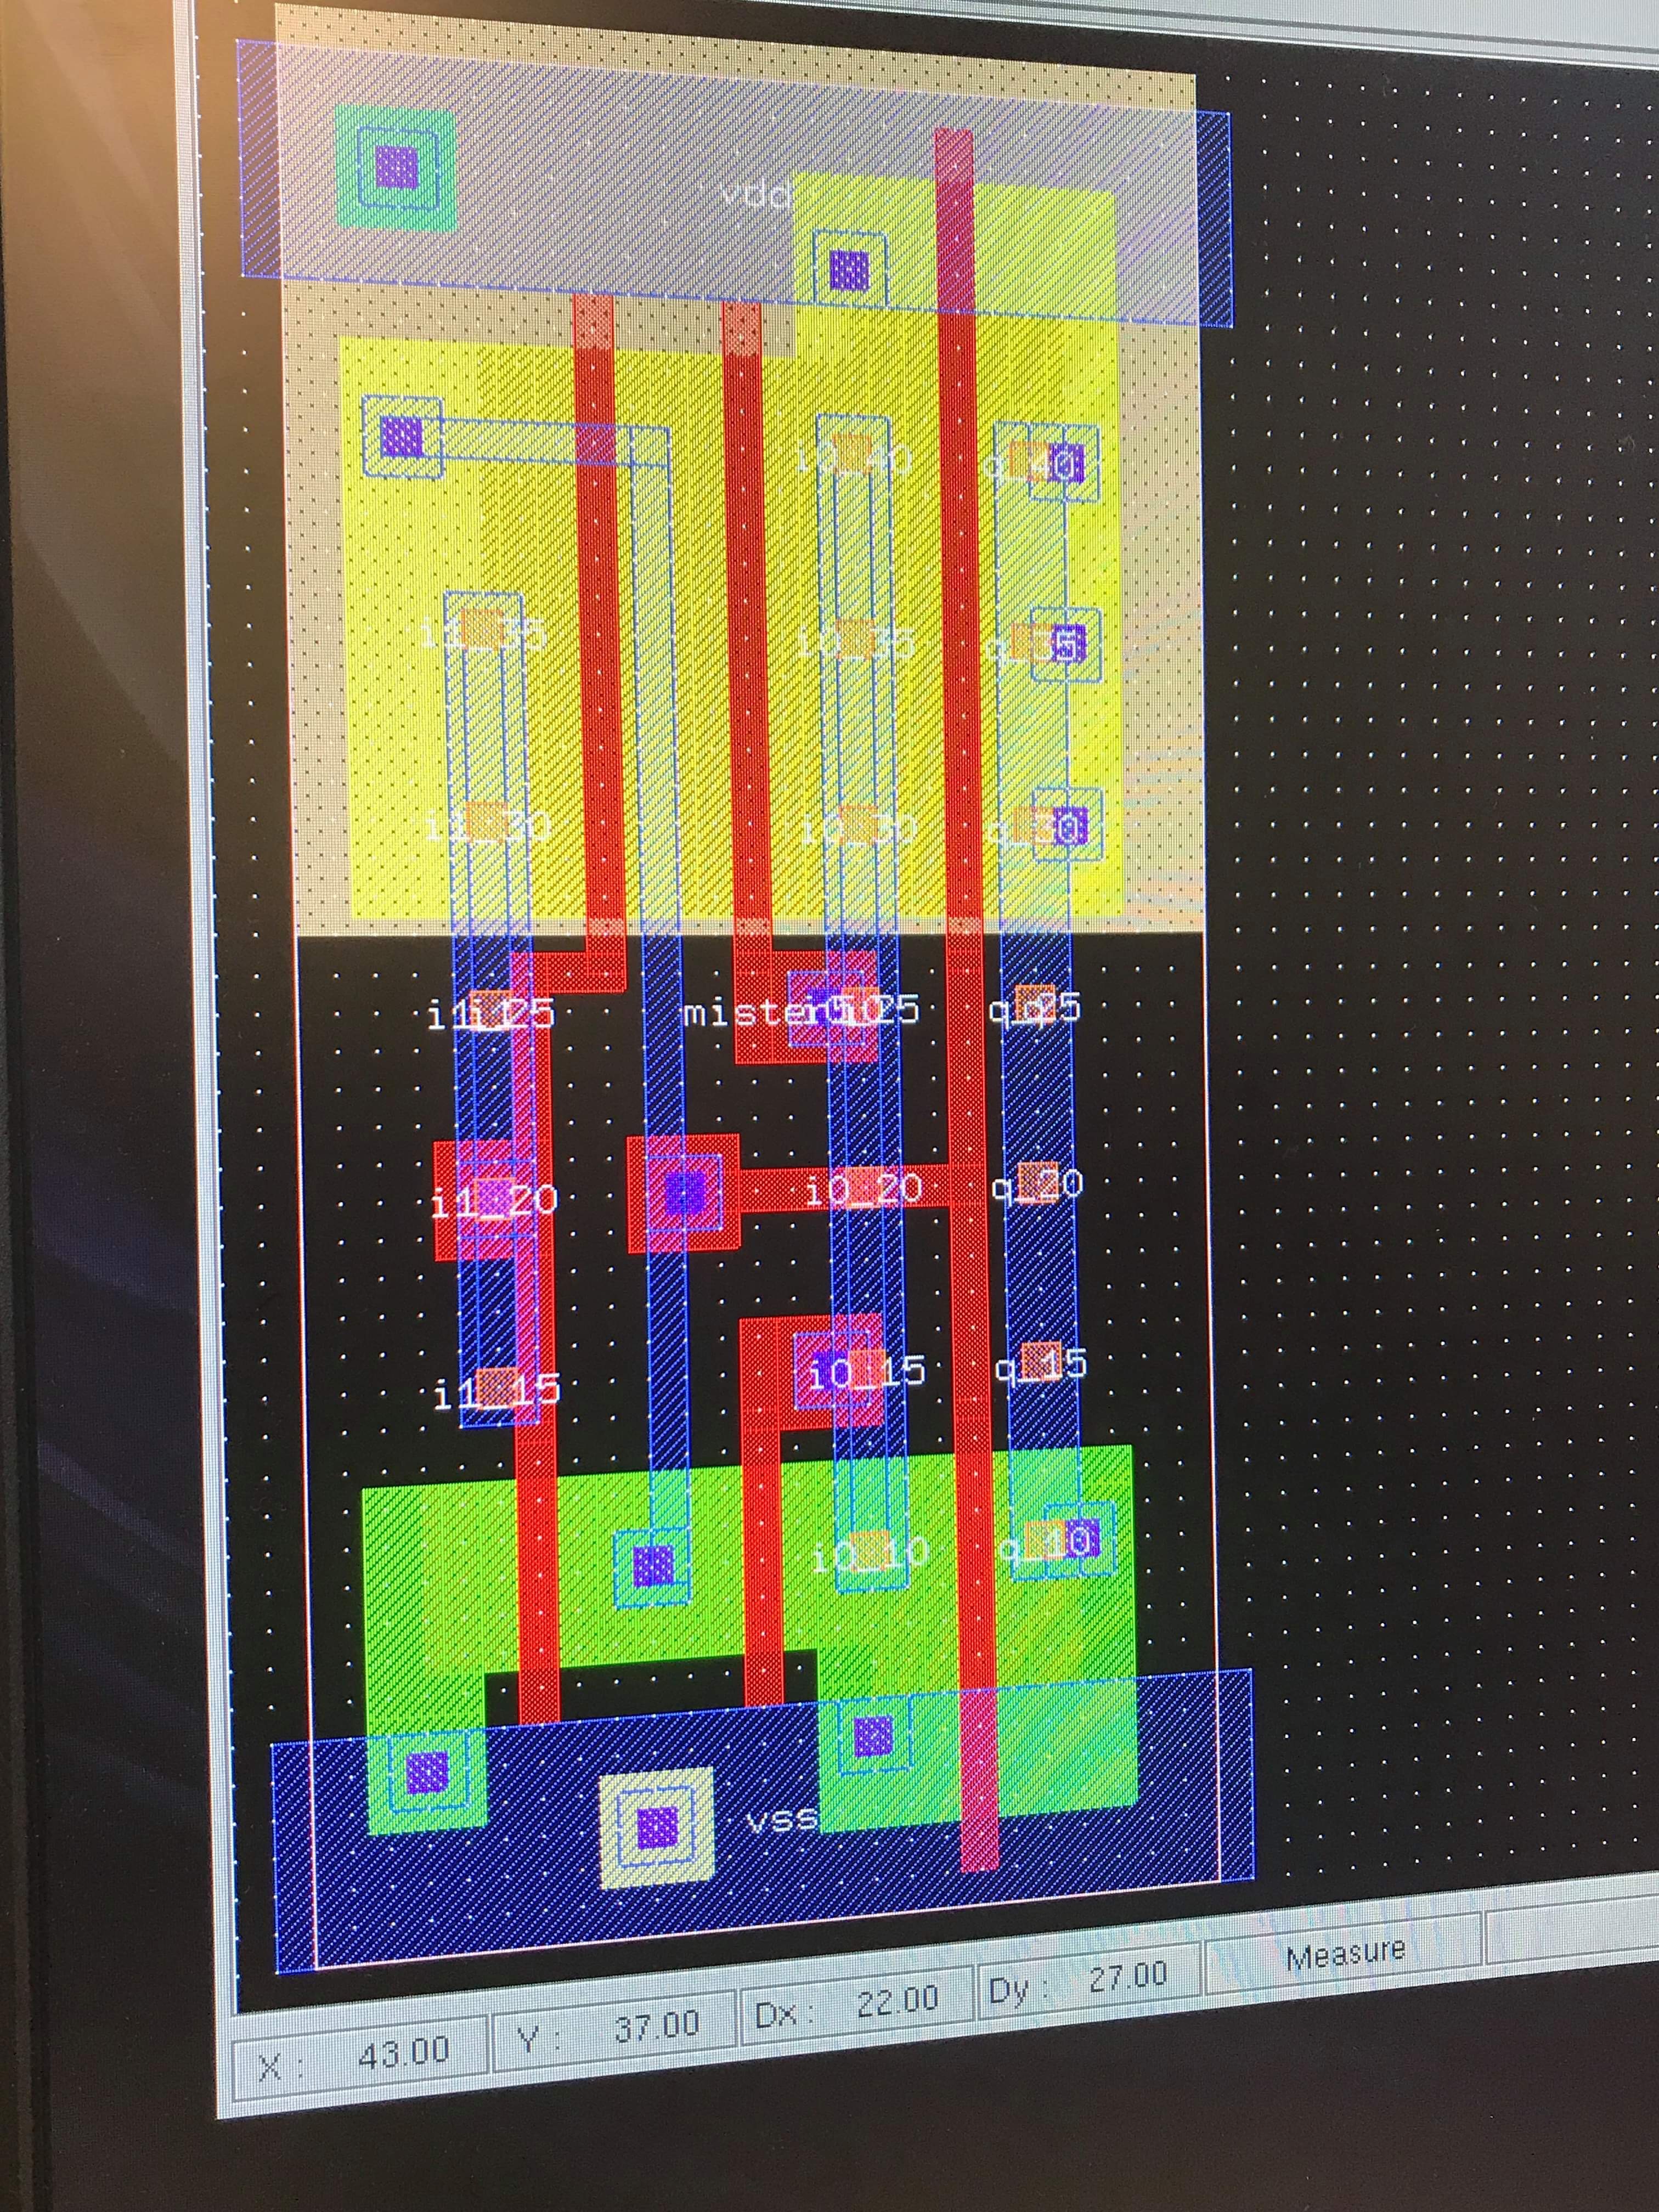 vdd
i0_40 q_40
i1_35 i0_35 q_35
i1_30 i0_30 q_30
i1_25 i0_25 q_25
i1_20 i0_20 q_20
i1_15 i0_15 q_15
i0_10 q_10
vss
X : 43.00 Y : 37.00 Dx : 22.00 Dy : 27.00 Measure